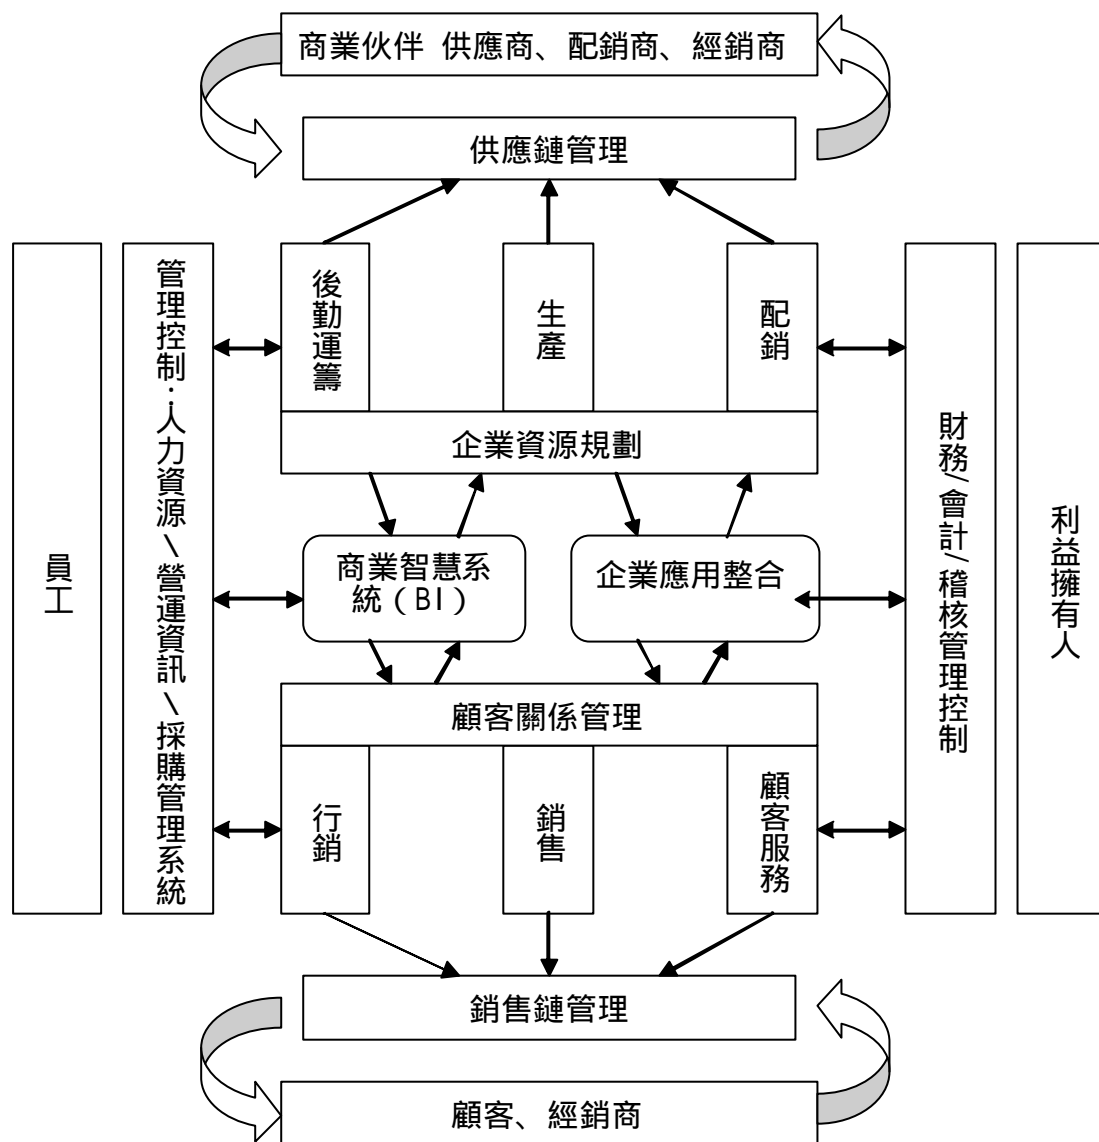 商業伙伴 供應商、配銷商、經銷商
供應鏈管理
員工
管理控制:人力資源\營運資訊\採購管理系統
後勤運籌
生產
配銷
企業資源規劃
商業智慧系
統(BI)
企業應用整合
顧客關係管理
行銷
銷售
顧客服務
財務/會計/稽核管理控制
利益擁有人
銷售鏈管理
顧客、經銷商